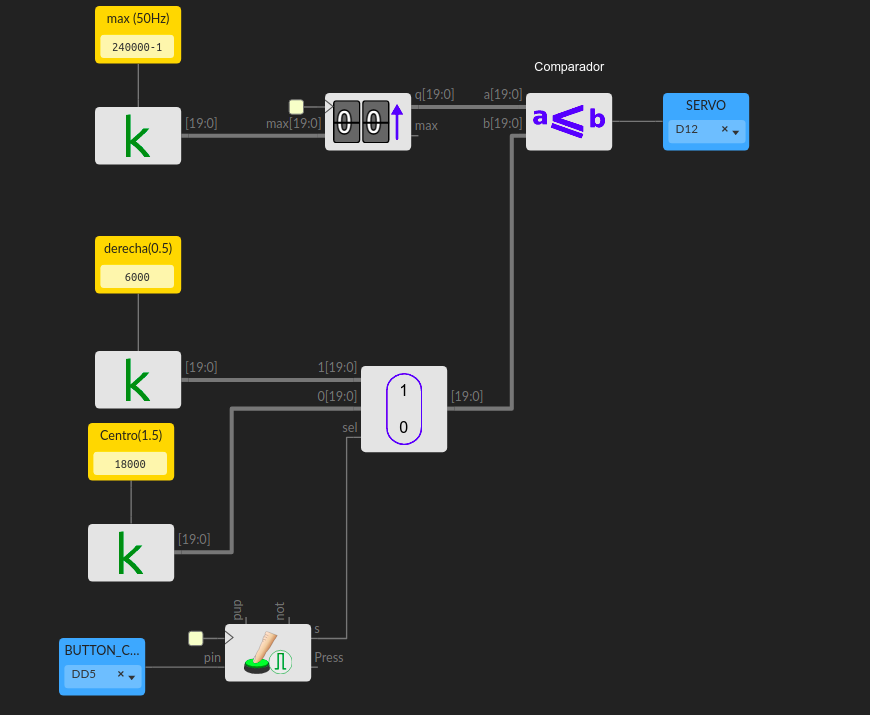 max (50Hz)
240000-1
k
[19:0]
max[19:0]
0 0
q[19:0]
max
Comparador
a[19:0]
b[19:0]
a≤b
SERVO
D12 ×
derecha(0.5)
6000
k
[19:0]
1[19:0]
0[19:0]
sel
1
0
[19:0]
Centro(1.5)
18000
k
[19:0]
pup
not
s
pin
Press
BUTTON_C...
DD5 ×